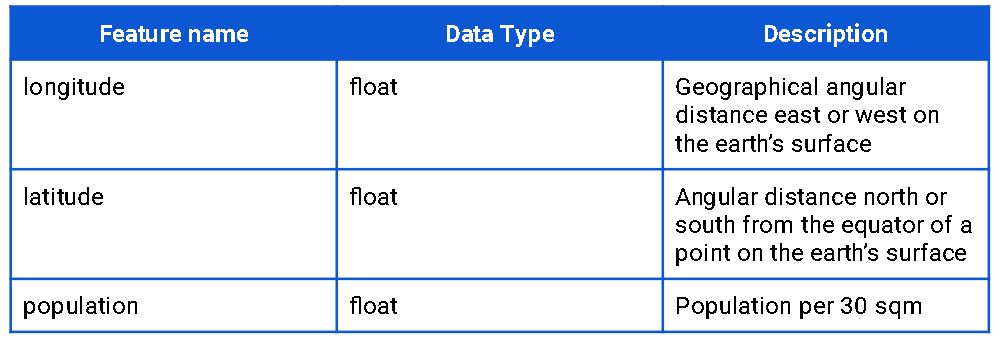 Feature name Data Type Description
longitude float Geographical angular
distance east or west on
the earth’s surface
latitude float Angular distance north or
south from the equator of a
point on the earth’s surface
population float Population per 30 sqm